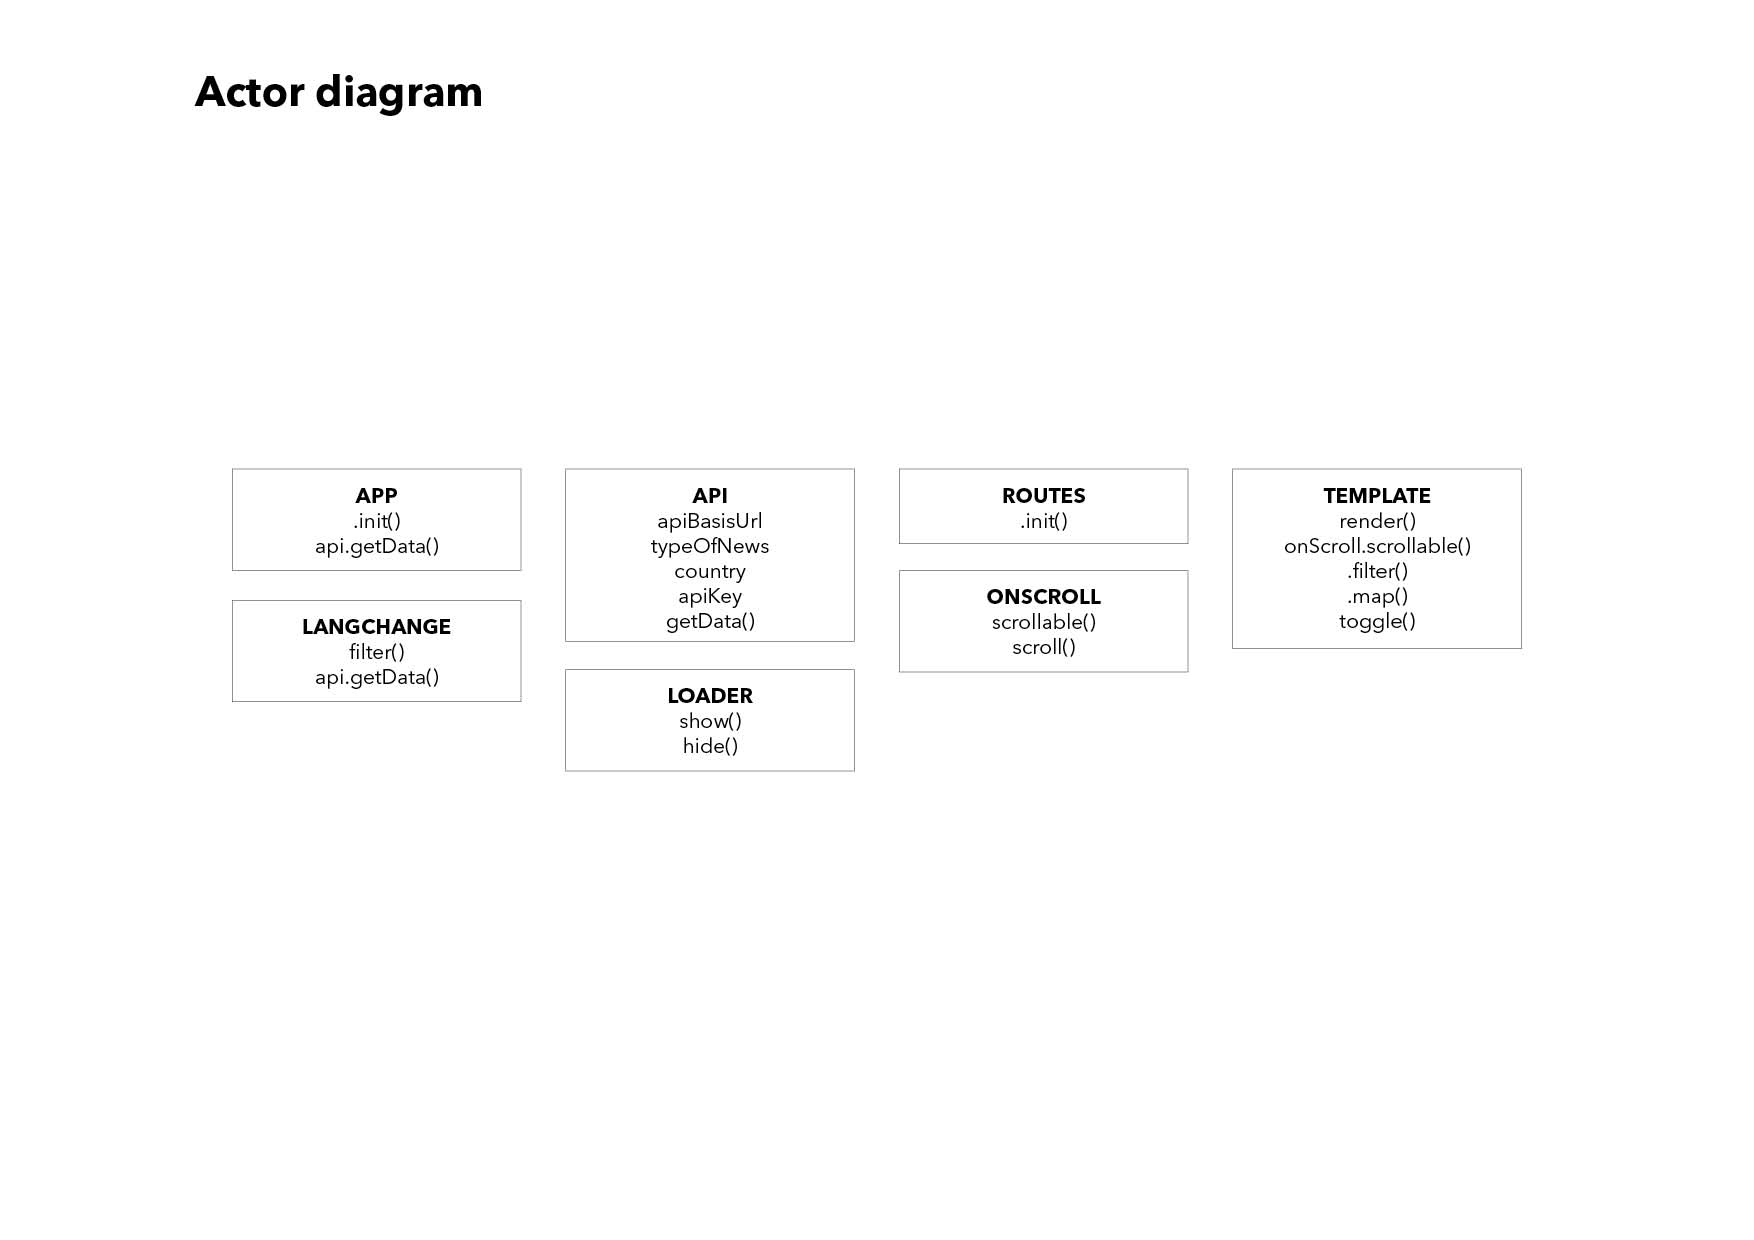 Actor diagram
APP
.init()
api.getData()
LANGCHANGE
filter()
api.getData()
API
apiBasisUrl
typeOfNews
country
apiKey
getData()
LOADER
show()
hide()
ROUTES
.init()
ONSCROLL
scrollable()
scroll()
TEMPLATE
render()
onScroll.scrollable()
.filter()
.map()
toggle()